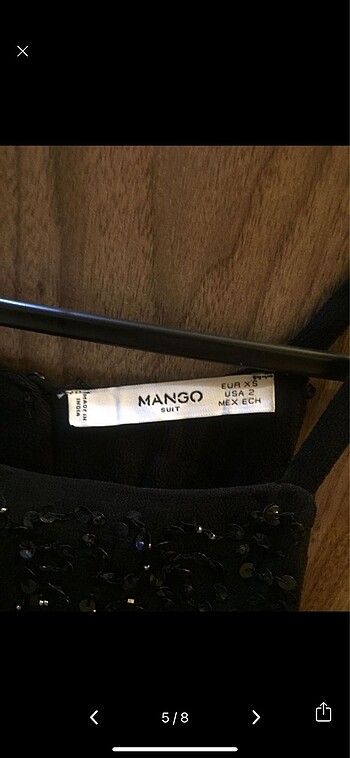 MADE IN
INDIA
MANGO
SUIT
EUR XS
USA 2
MEX ECH
5/8